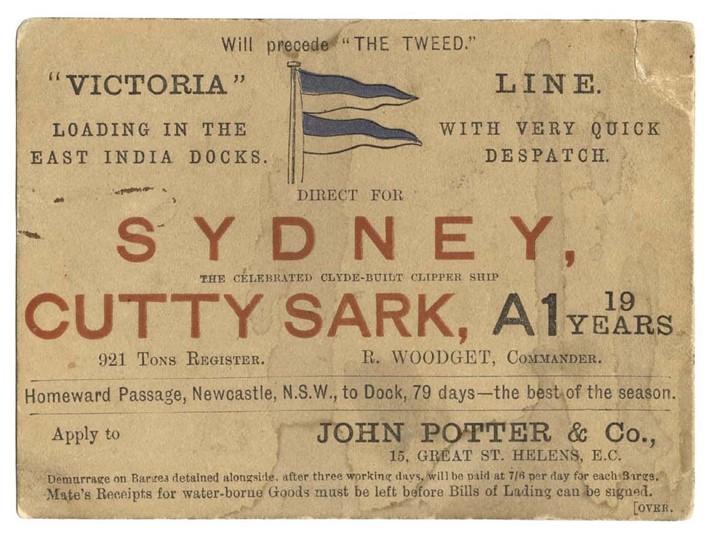 Will precede "THE TWEED."
"VICTORIA" LINE.
LOADING IN THE EAST INDIA DOCKS.
WITH VERY QUICK DESPATCH.
DIRECT FOR
SYDNEY,
THE CELEBRATED CLYDE-BUILT CLIPPER SHIP
CUTTY SARK, A1 19 YEARS
921 TONS REGISTER. R. WOODGET, COMMANDER.
Homeward Passage, Newcastle, N.S.W., to Dock, 79 days—the best of the season.
Apply to JOHN POTTER & Co.,
15, GREAT ST. HELENS, E.C.
Demurrage on Barges detained alongside, after three working days, will be paid at 7/6 per day for each Barge.
Mate's Receipts for water-borne Goods must be left before Bills of Lading can be signed.
[OVER.